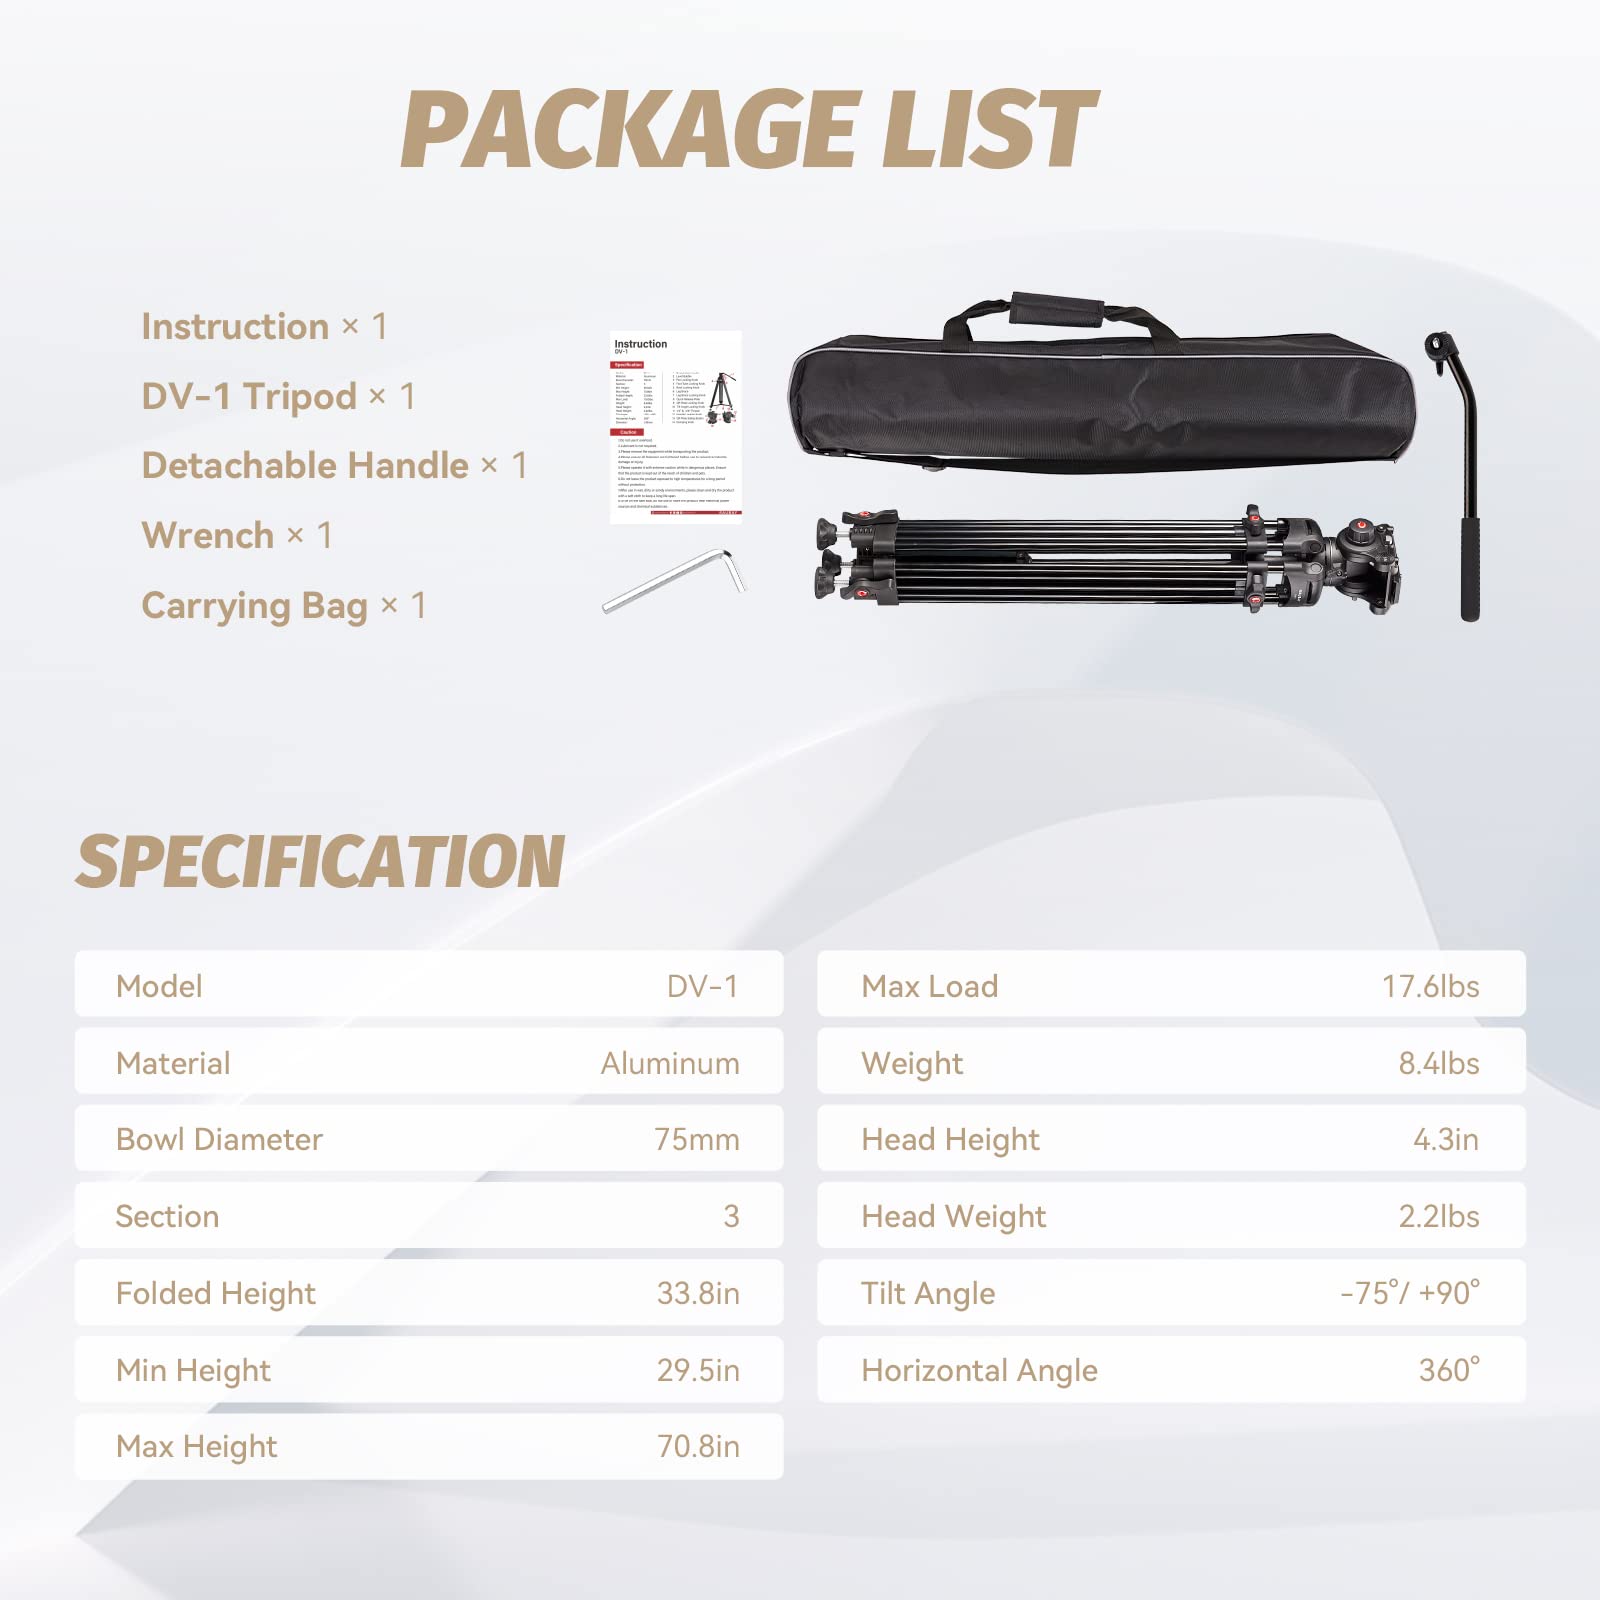 PACKAGE LIST
Instruction × 1
DV-1 Tripod × 1
Detachable Handle × 1
Wrench × 1
Carrying Bag × 1
Instruction
DV-1
Specification
Caution
SPECIFICATION
Model DV-1
Material Aluminum
Bowl Diameter 75mm
Section 3
Folded Height 33.8in
Min Height 29.5in
Max Height 70.8in
Max Load 17.6lbs
Weight 8.4lbs
Head Height 4.3in
Head Weight 2.2lbs
Tilt Angle -75°/ +90°
Horizontal Angle 360°